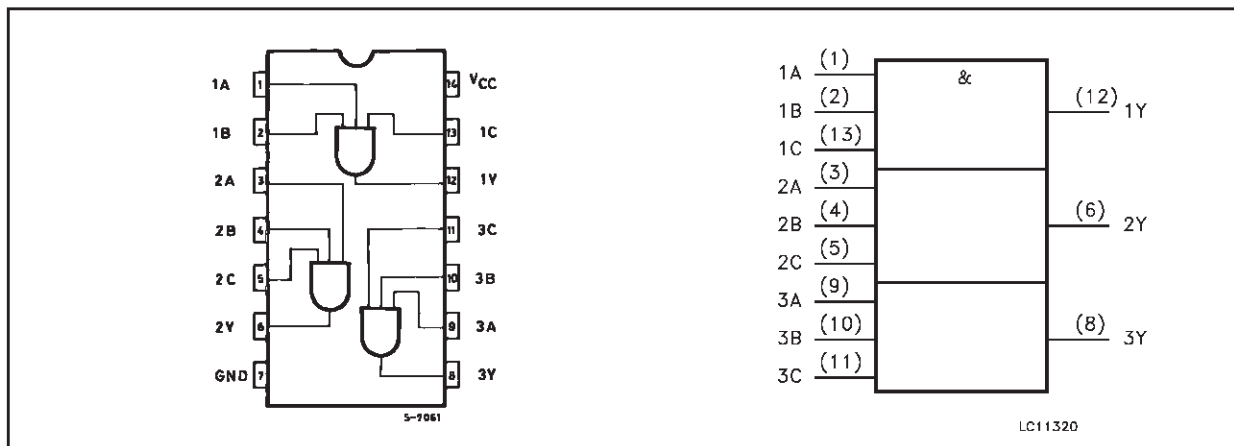 1A 1 14 VCC
1B 2 13 1C
2A 3 12 1Y
2B 4 11 3C
2C 5 10 3B
2Y 6 9 3A
GND 7 8 3Y
S-7061
&
1A (1)
1B (2) (12) 1Y
1C (13)
2A (3)
2B (4) (6) 2Y
2C (5)
3A (9)
3B (10) (8) 3Y
3C (11)
LC11320